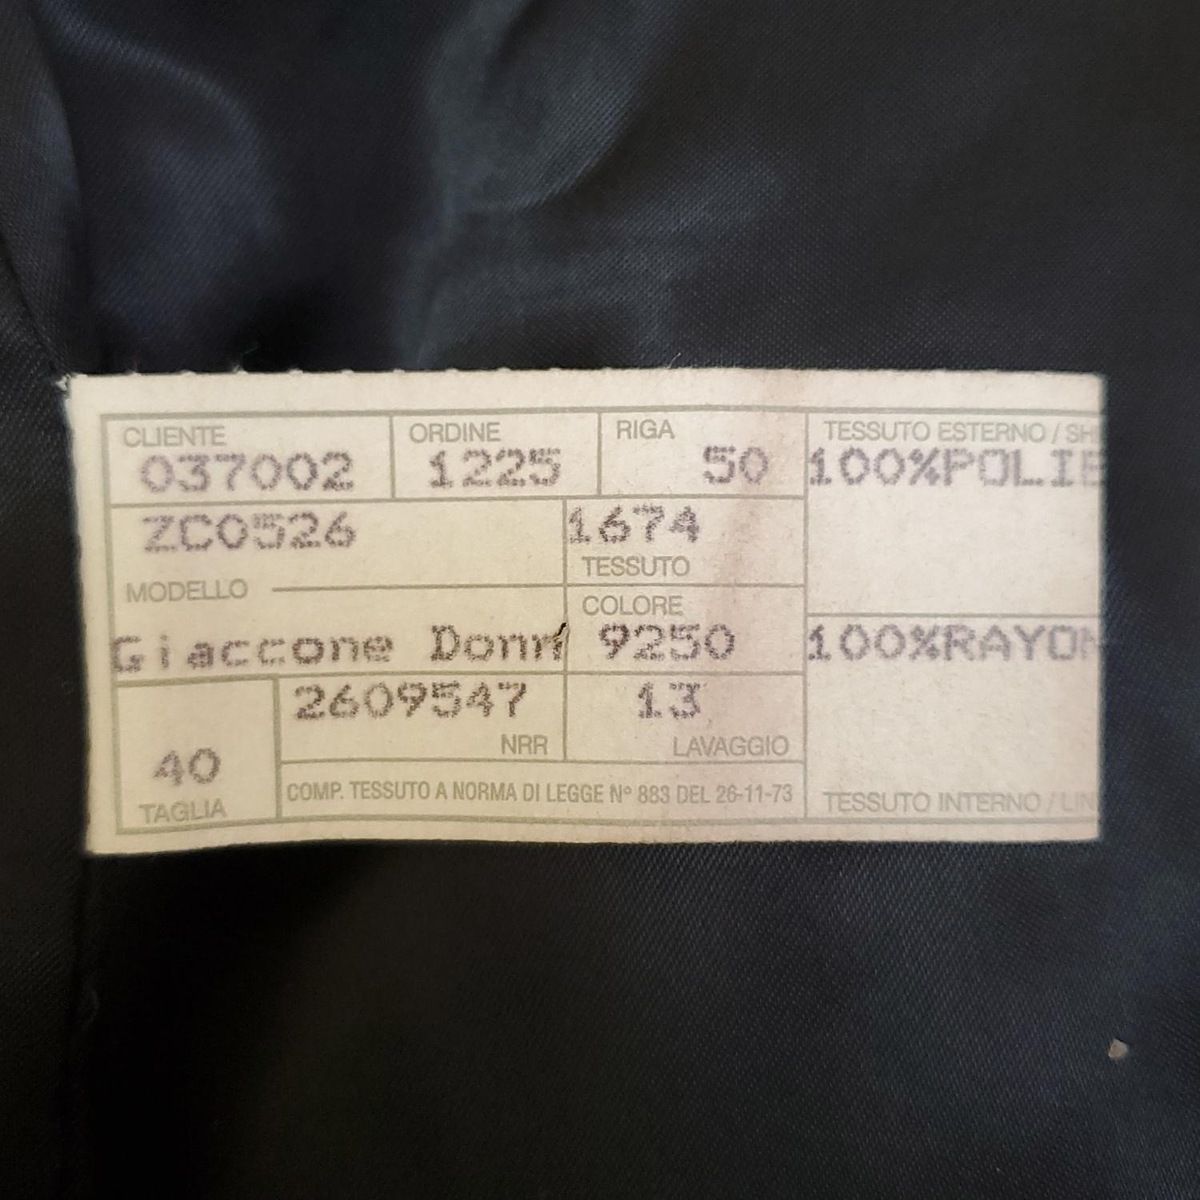 CLIENTE ORDINE RIGA TESSUTO ESTERNO / SH
037002 1225 50 100%POLIE
ZC0526 1674
MODELLO TESSUTO
COLORE
Giaccone Donn 9250 100%RAYON
2609547 13
NRR LAVAGGIO
40
TAGLIA COMP. TESSUTO A NORMA DI LEGGE N° 883 DEL 26-11-73 TESSUTO INTERNO / LIN